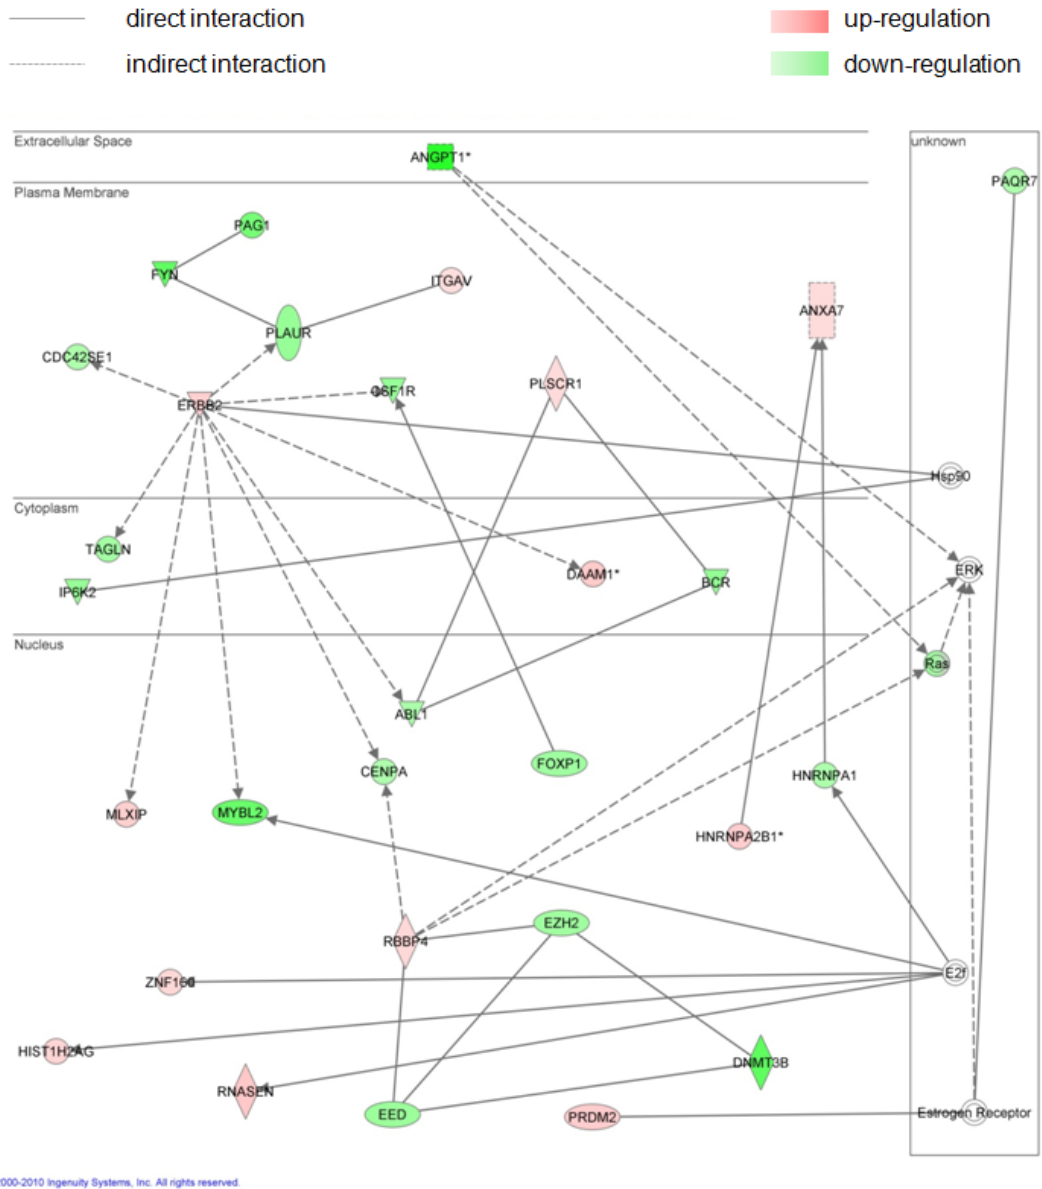 direct interaction
up-regulation
indirect interaction
down-regulation
Extracellular Space
ANGPT1*
unknown
PAQR7
Plasma Membrane
PAG1
FYN
ITGAV
ANXA7
PLAUR
CDC42SE1
CSF1R
PLSCR1
ERBB2
Hsp90
Cytoplasm
TAGLN
DAAM1*
ERK
BCR
IP6K2
Nucleus
Ras
ABL1
CENPA
FOXP1
HNRNPA1
MLXIP
MYBL2
HNRNPA2B1*
EZH2
RBBP4
E2f
HIST1H2AG
DNMT3B
RNASEN
EED
PRDM2
Estrogen Receptor
000-2010 Ingenuity Systems, Inc. All rights reserved.